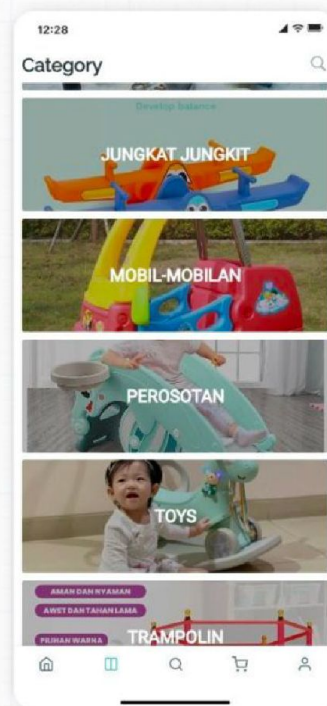 12:28
Category
Develop balance
JUNGKAT JUNGKIT
MOBIL-MOBILAN
PEROSOTAN
TOYS
AMAN DAN NYAMAN
AWET DAN TAHAN LAMA
PILIHAN WARNA
TRAMPOLIN